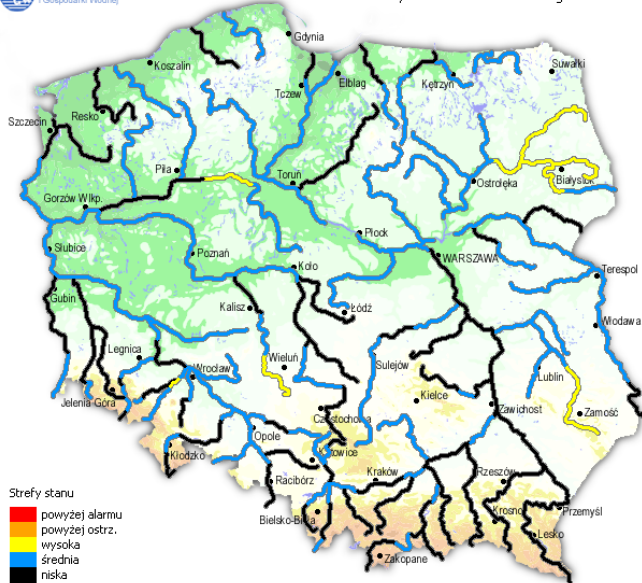 i Gospodarki Wodnej
Gdynia
Koszalin
Suwałki
Tczew
Elbląg
Kętrzyn
Resko
Szczecin
Piła
Toruń
Ostrołęka
Białystok
Gorzów Wlkp.
Płock
Słubice
Poznań
WARSZAWA
Koło
Terespol
Gubin
Kalisz
Łódź
Włodawa
Legnica
Wieluń
Sulejów
Wrocław
Lublin
Jelenia Góra
Kielce
Zawichost
Zamość
Częstochowa
Opole
Kłodzko
Katowice
Racibórz
Kraków
Rzeszów
Bielsko-Biała
Krosno
Przemyśl
Lesko
Zakopane
Strefy stanu
powyżej alarmu
powyżej ostrz.
wysoka
średnia
niska